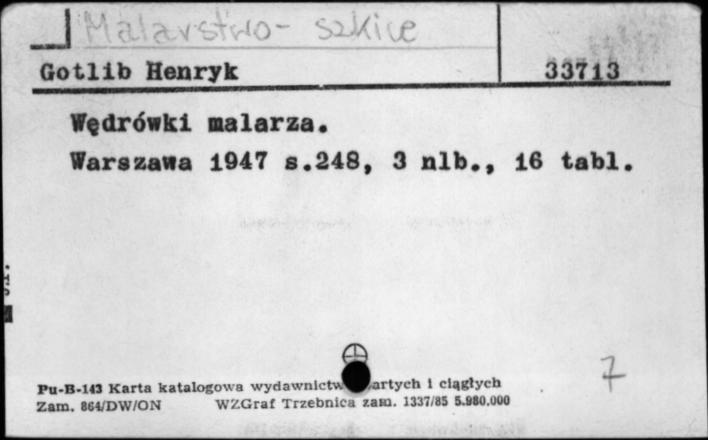 Malarstwo - szkice
Gotlib Henryk 33713
Wędrówki malarza.
Warszawa 1947 s.248, 3 nlb., 16 tabl.
7
Pu-B-143 Karta katalogowa wydawnictw artych i ciągłych
Zam. 864/DW/ON WZGraf Trzebnica zam. 1337/85 5.980.000